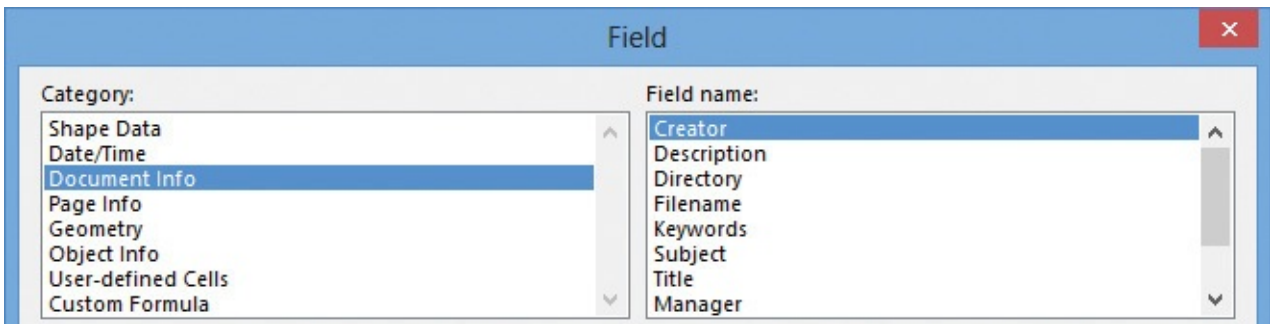 Field
Category:
Shape Data
Date/Time
Document Info
Page Info
Geometry
Object Info
User-defined Cells
Custom Formula
Field name:
Creator
Description
Directory
Filename
Keywords
Subject
Title
Manager